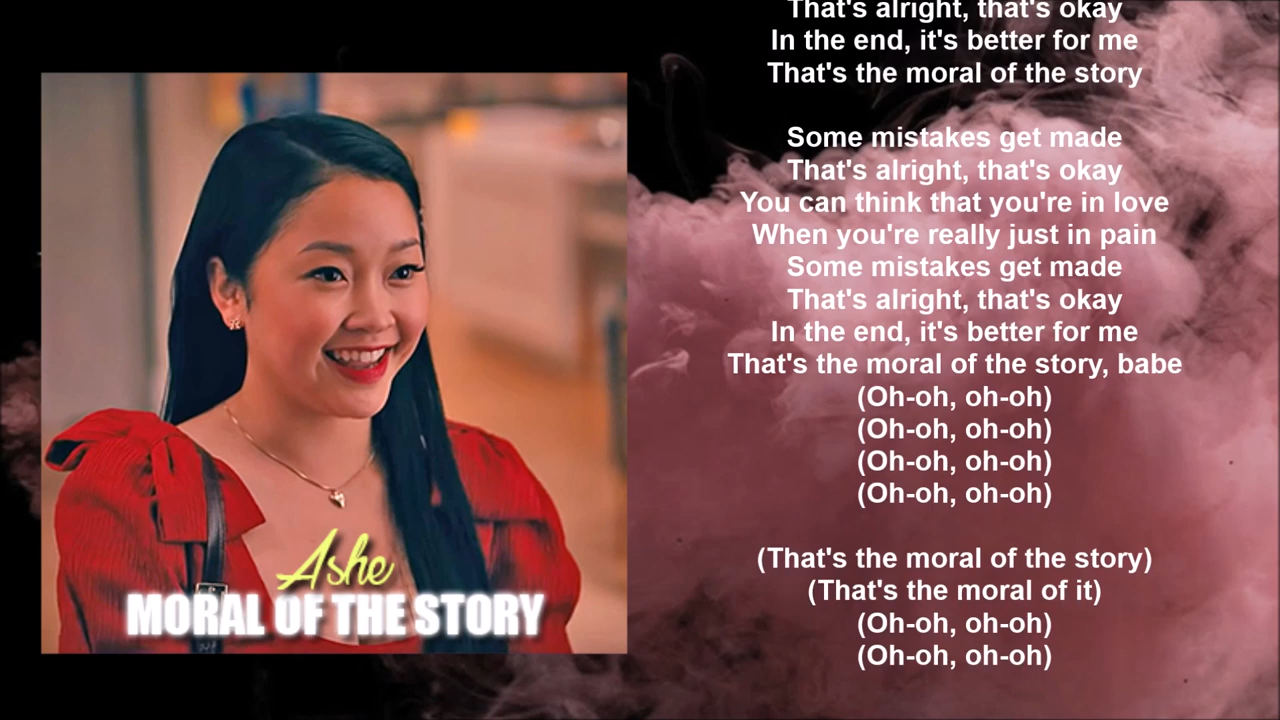 Ashe
MORAL OF THE STORY
That's alright, that's okay
In the end, it's better for me
That's the moral of the story
Some mistakes get made
That's alright, that's okay
You can think that you're in love
When you're really just in pain
Some mistakes get made
That's alright, that's okay
In the end, it's better for me
That's the moral of the story, babe
(Oh-oh, oh-oh)
(Oh-oh, oh-oh)
(Oh-oh, oh-oh)
(Oh-oh, oh-oh)
(That's the moral of the story)
(That's the moral of it)
(Oh-oh, oh-oh)
(Oh-oh, oh-oh)